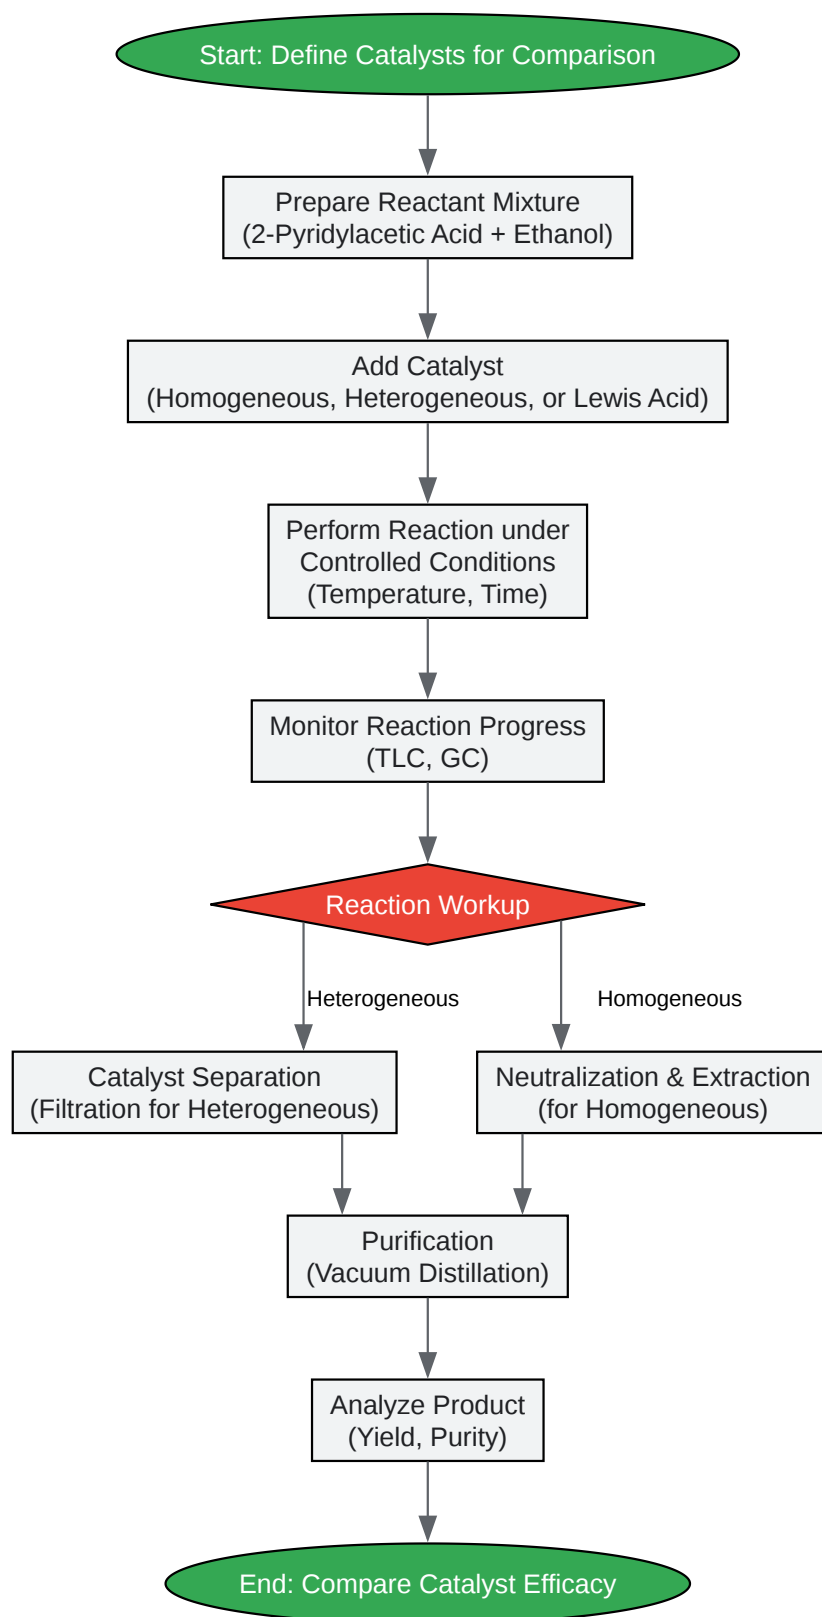 Start: Define Catalysts for Comparison
Prepare Reactant Mixture
(2-Pyridylacetic Acid + Ethanol)
Add Catalyst
(Homogeneous, Heterogeneous, or Lewis Acid)
Perform Reaction under
Controlled Conditions
(Temperature, Time)
Monitor Reaction Progress
(TLC, GC)
Reaction Workup
Heterogeneous
Homogeneous
Catalyst Separation
(Filtration for Heterogeneous)
Neutralization & Extraction
(for Homogeneous)
Purification
(Vacuum Distillation)
Analyze Product
(Yield, Purity)
End: Compare Catalyst Efficacy